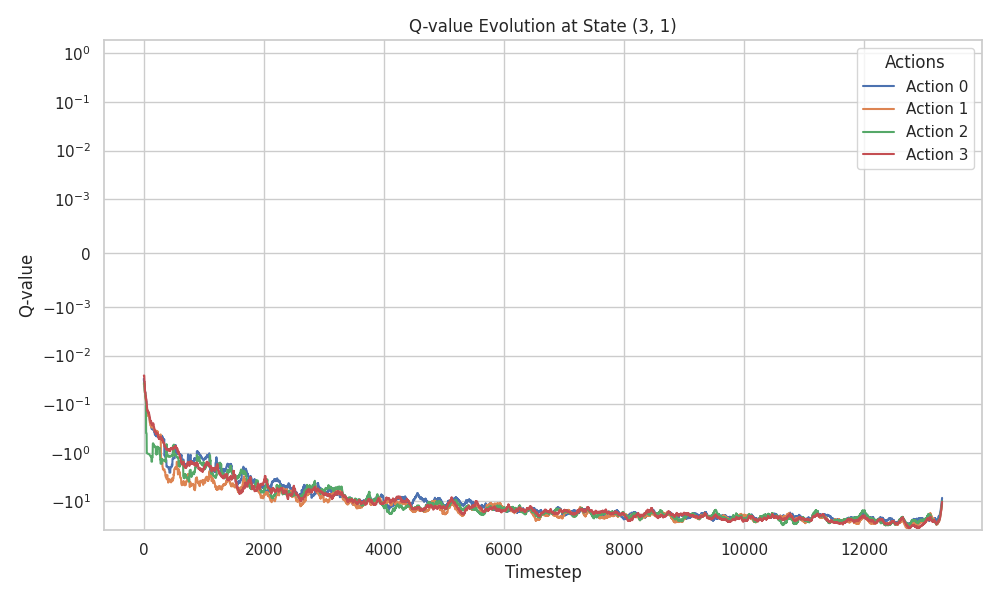 Q-value Evolution at State (3, 1)
Actions
Action 0
Action 1
Action 2
Action 3
Q-value
10⁰
10⁻¹
10⁻²
10⁻³
0
−10⁻³
−10⁻²
−10⁻¹
−10⁰
−10¹
0 2000 4000 6000 8000 10000 12000
Timestep